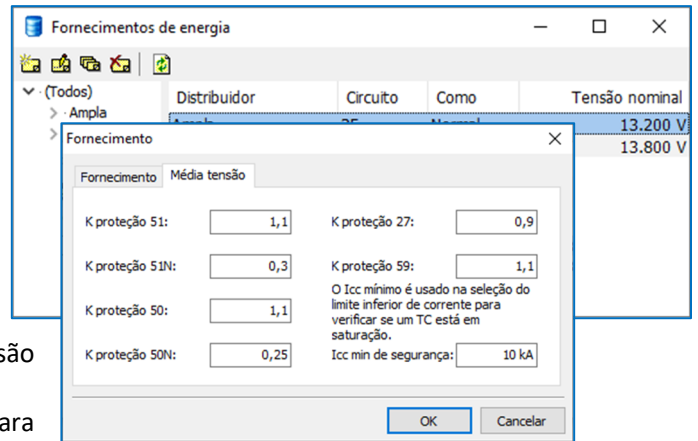 Fornecimentos de energia
(Todos)
Ampla
Distribuidor Circuito Como Tensão nominal
13.200 V
13.800 V
Fornecimento
Fornecimento Média tensão
K proteção 51: 1,1 K proteção 27: 0,9
K proteção 51N: 0,3 K proteção 59: 1,1
O Icc mínimo é usado na seleção do
limite inferior de corrente para
verificar se um TC está em
saturação.
K proteção 50: 1,1
K proteção 50N: 0,25 Icc min de segurança: 10 kA
OK Cancelar
são
ara